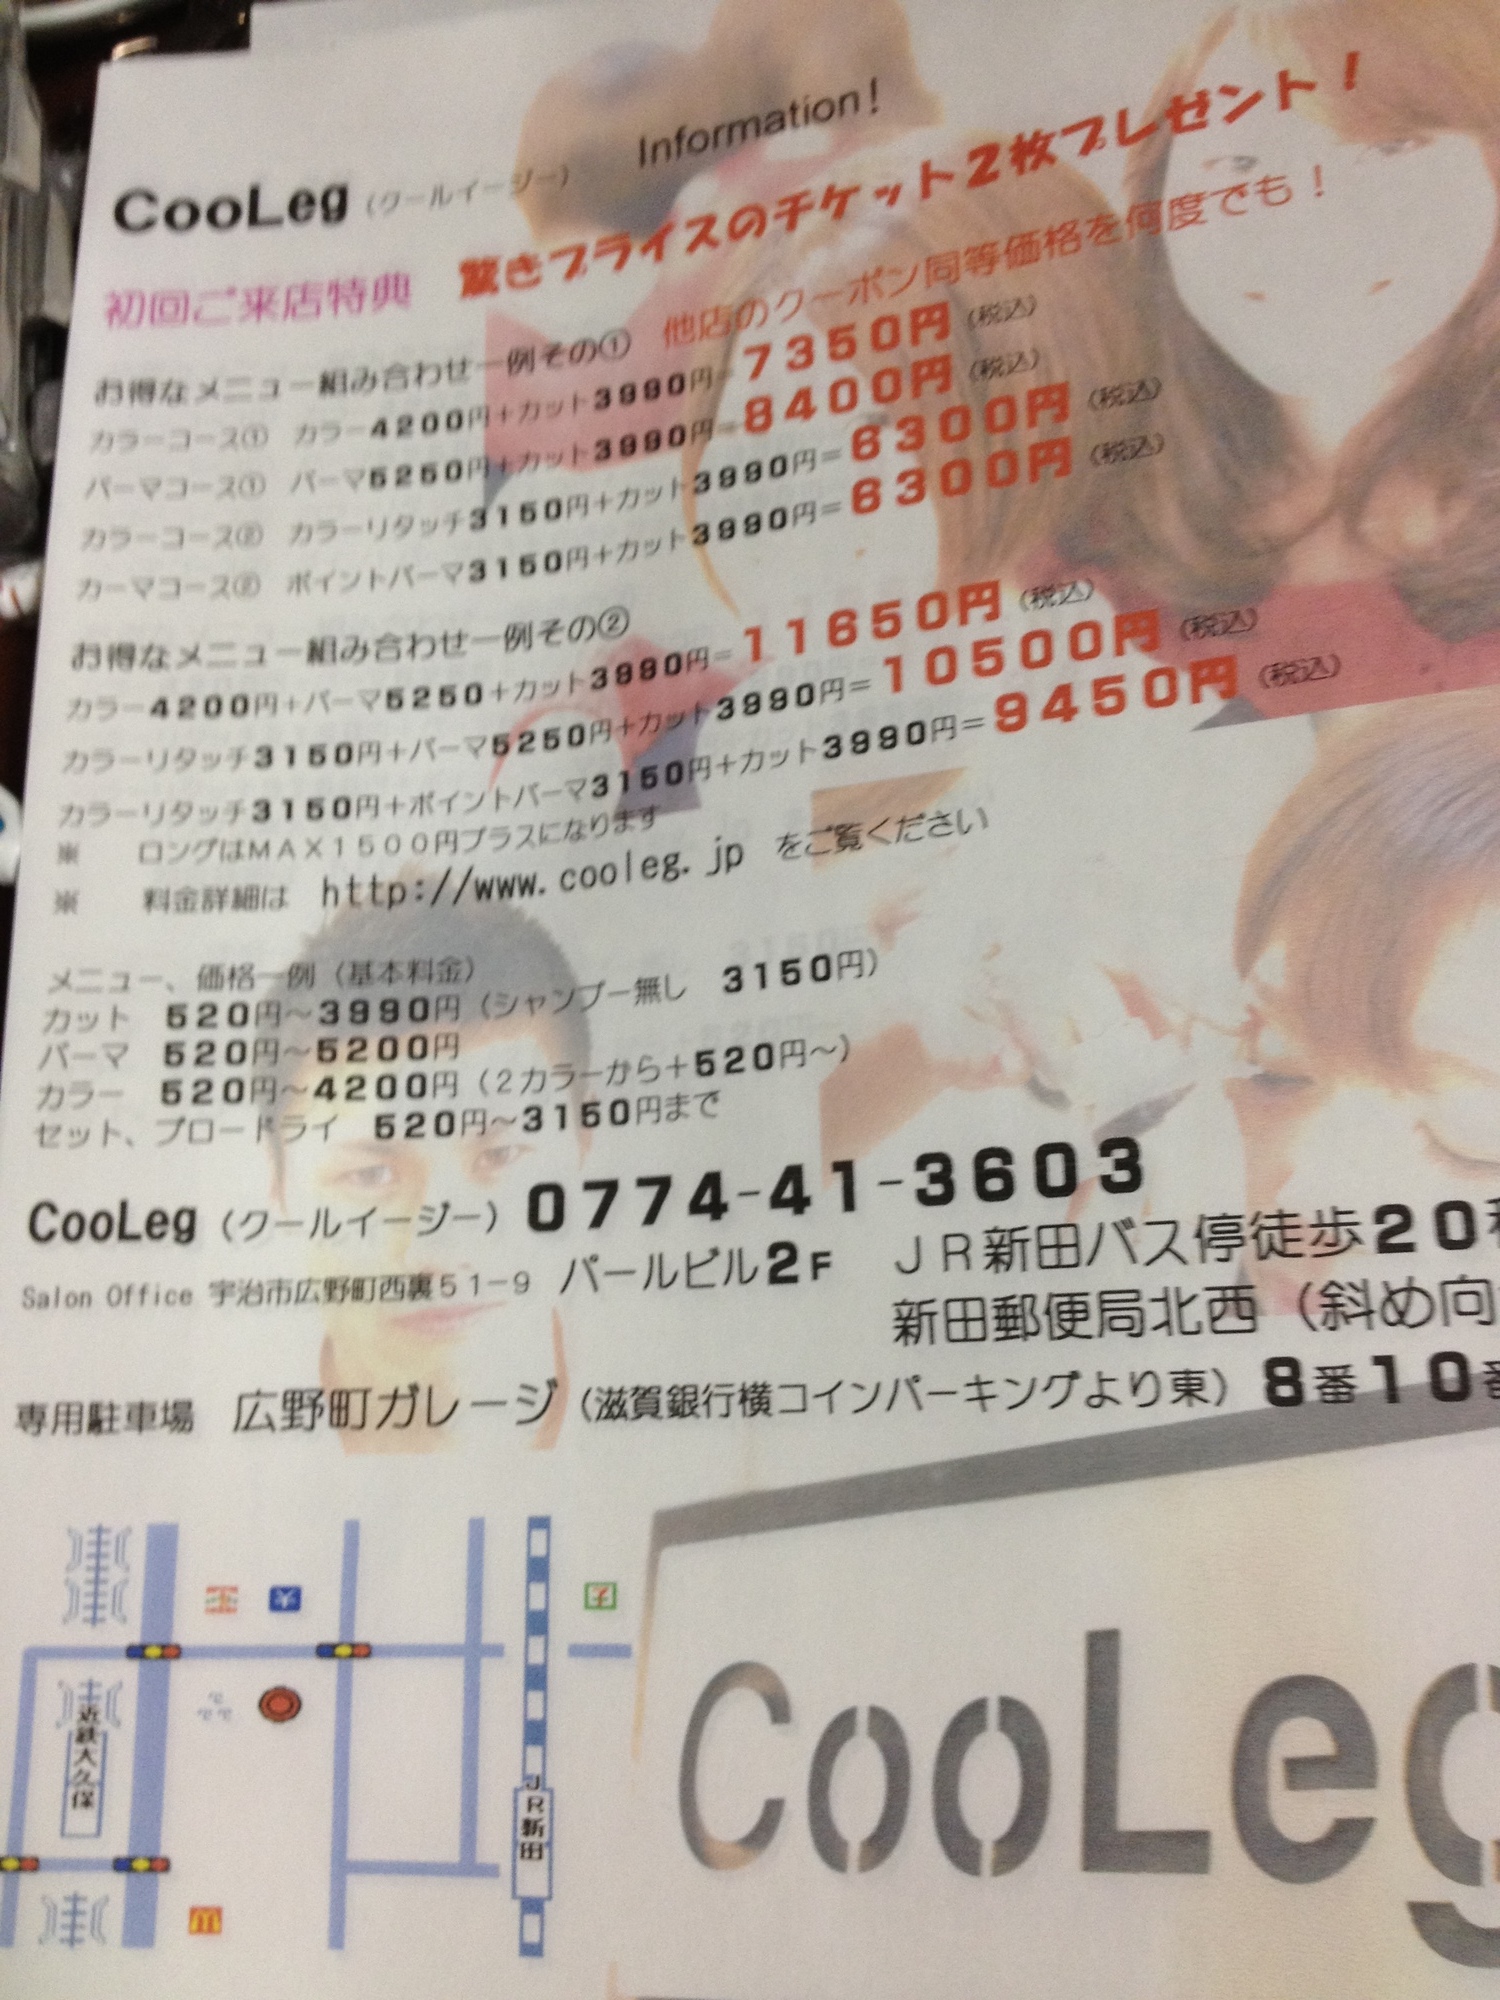 CooLeg（クールイージー） Information！
初回ご来店特典 驚きプライスのチケット2枚プレゼント！
他店のクーポン同等価格を何度でも！
お得なメニュー組み合わせ一例その①
カラーコース① カラー4200円＋カット3990円＝7350円（税込）
パーマコース① パーマ5250円＋カット3990円＝8400円（税込）
カラーコース② カラーリタッチ3150円＋カット3990円＝6300円（税込）
カーマコース② ポイントパーマ3150円＋カット3990円＝6300円（税込）
お得なメニュー組み合わせ一例その②
カラー4200円＋パーマ5250＋カット3990円＝11650円（税込）
カラーリタッチ3150円＋パーマ5250円＋カット3990円＝10500円（税込）
カラーリタッチ3150円＋ポイントパーマ3150円＋カット3990円＝9450円（税込）
※ ロングはMAX1500円プラスになります
※ 料金詳細は http://www.cooleg.jp をご覧ください
メニュー、価格一例（基本料金）
カット 520円～3990円（シャンプー無し 3150円）
パーマ 520円～5200円
カラー 520円～4200円（2カラーから＋520円～）
セット、ブロードライ 520円～3150円まで
CooLeg（クールイージー）0774-41-3603
Salon Office 宇治市広野町西裏51-9 パールビル2F JR新田バス停徒歩20
新田郵便局北西（斜め向
専用駐車場 広野町ガレージ（滋賀銀行横コインパーキングより東）8番10
近鉄大久保
JR新田
CooLeg